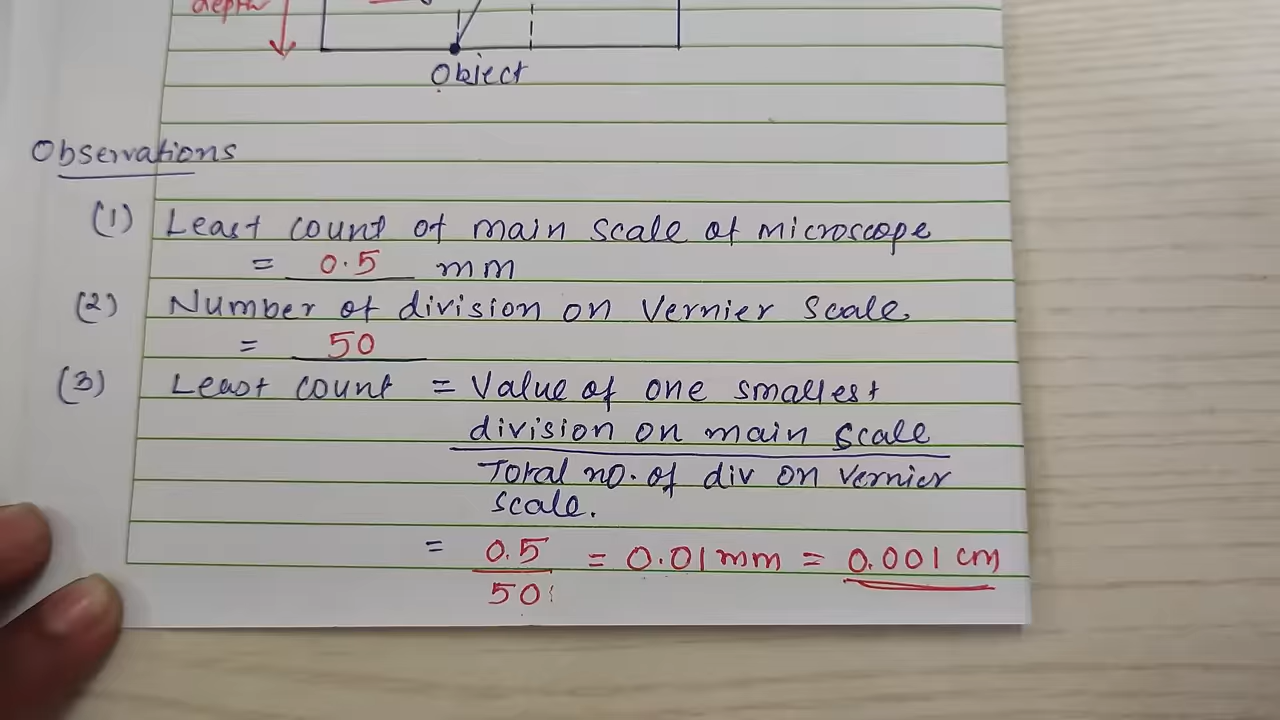 depth
Object
Observations
(1) Least count of main scale of microscope
= 0.5 mm
(2) Number of division on Vernier Scale
= 50
(3) Least count = Value of one smallest
division on main scale
Total no. of div on vernier
scale.
= 0.5 = 0.01 mm = 0.001 cm
50